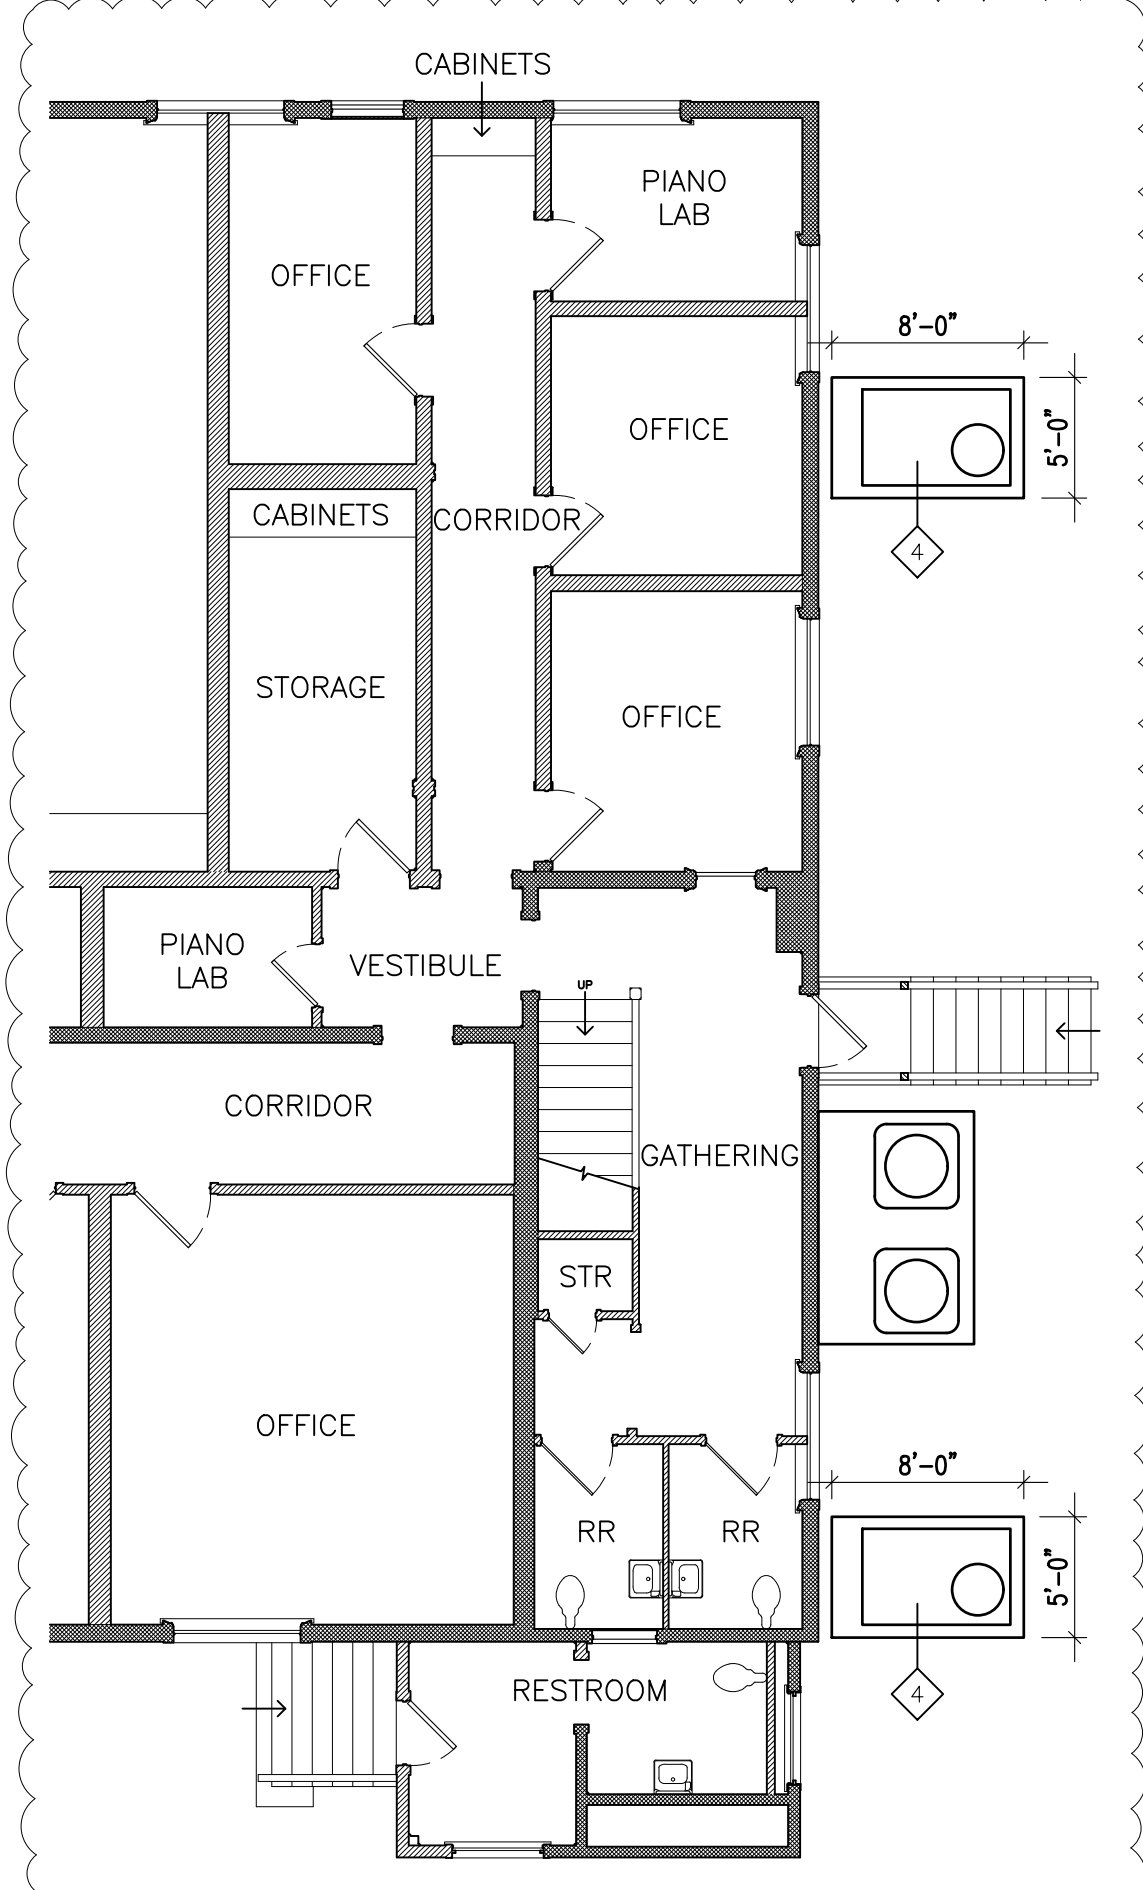 CABINETS
PIANO
LAB
OFFICE
8'-0"
5'-0"
OFFICE
CABINETS
CORRIDOR
4
STORAGE
OFFICE
PIANO
LAB
VESTIBULE
UP
CORRIDOR
GATHERING
STR
OFFICE
8'-0"
RR
RR
5'-0"
RESTROOM
4